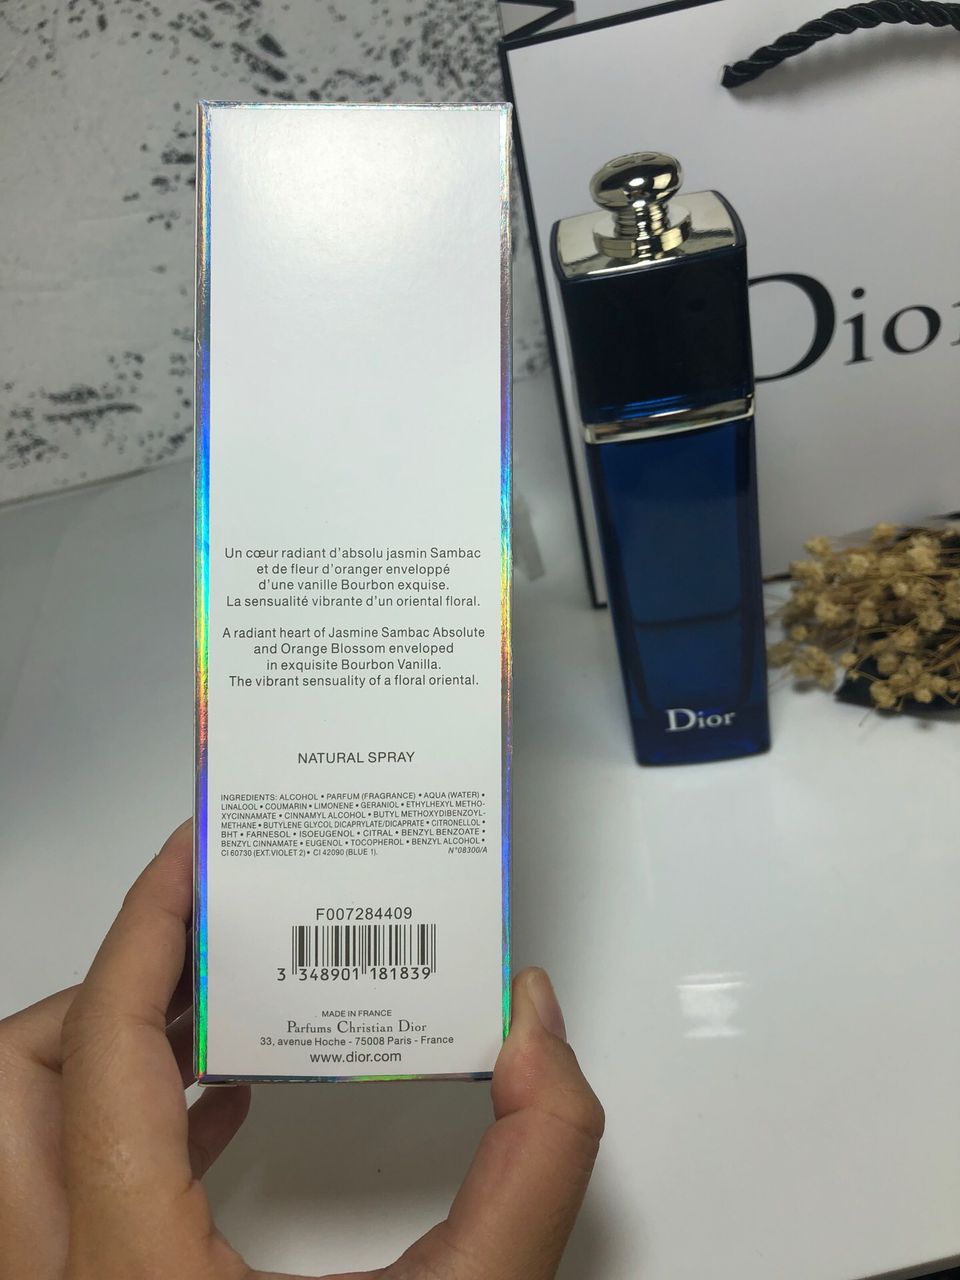 Un cœur radiant d'absolu jasmin Sambac
et de fleur d'oranger enveloppé
d'une vanille Bourbon exquise.
La sensualité vibrante d'un oriental floral.
A radiant heart of Jasmine Sambac Absolute
and Orange Blossom enveloped
in exquisite Bourbon Vanilla.
The vibrant sensuality of a floral oriental.
NATURAL SPRAY
INGREDIENTS: ALCOHOL • PARFUM (FRAGRANCE) • AQUA (WATER) •
LINALOOL • COUMARIN • LIMONENE • GERANIOL • ETHYLHEXYL METHO-
XYCINNAMATE • CINNAMYL ALCOHOL • BUTYL METHOXYDIBENZOYL-
METHANE • BUTYLENE GLYCOL DICAPRYLATE/DICAPRATE • CITRONELLOL •
BHT • FARNESOL • ISOEUGENOL • CITRAL • BENZYL BENZOATE •
BENZYL CINNAMATE • EUGENOL • TOCOPHEROL • BENZYL ALCOHOL •
CI 60730 (EXT.VIOLET 2) • CI 42090 (BLUE 1). N°08300/A
F007284409
3 348901 181839
MADE IN FRANCE
Parfums Christian Dior
33, avenue Hoche - 75008 Paris - France
www.dior.com
Dior
Dior